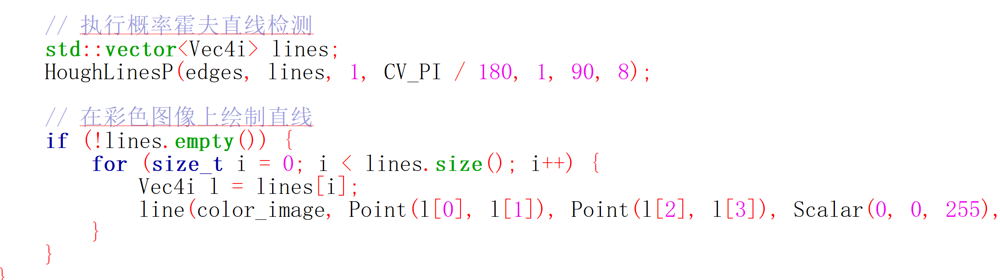 // 执行概率霍夫直线检测
std::vector<Vec4i> lines;
HoughLinesP(edges, lines, 1, CV_PI / 180, 1, 90, 8);
// 在彩色图像上绘制直线
if (!lines.empty()) {
for (size_t i = 0; i < lines.size(); i++) {
Vec4i l = lines[i];
line(color_image, Point(l[0], l[1]), Point(l[2], l[3]), Scalar(0, 0, 255),
}
}
}